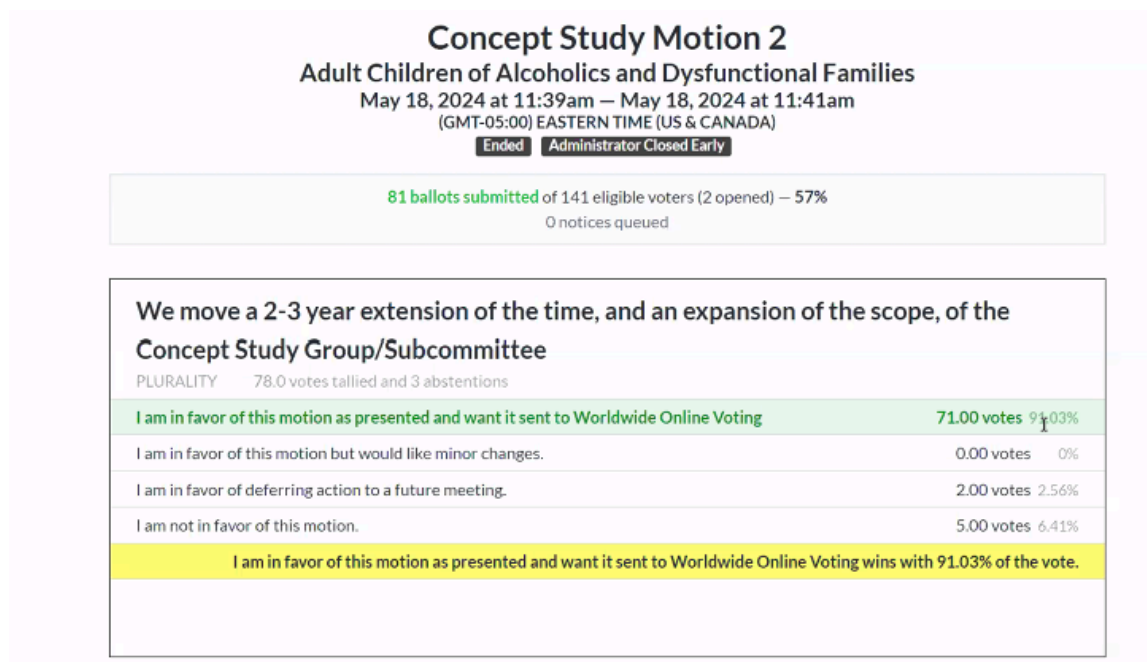 Concept Study Motion 2
Adult Children of Alcoholics and Dysfunctional Families
May 18, 2024 at 11:39am — May 18, 2024 at 11:41am
(GMT-05:00) EASTERN TIME (US & CANADA)
Ended Administrator Closed Early
81 ballots submitted of 141 eligible voters (2 opened) — 57%
0 notices queued
We move a 2-3 year extension of the time, and an expansion of the scope, of the
Concept Study Group/Subcommittee
PLURALITY 78.0 votes tallied and 3 abstentions
I am in favor of this motion as presented and want it sent to Worldwide Online Voting 71.00 votes 91.03%
I am in favor of this motion but would like minor changes. 0.00 votes 0%
I am in favor of deferring action to a future meeting. 2.00 votes 2.56%
I am not in favor of this motion. 5.00 votes 6.41%
I am in favor of this motion as presented and want it sent to Worldwide Online Voting wins with 91.03% of the vote.